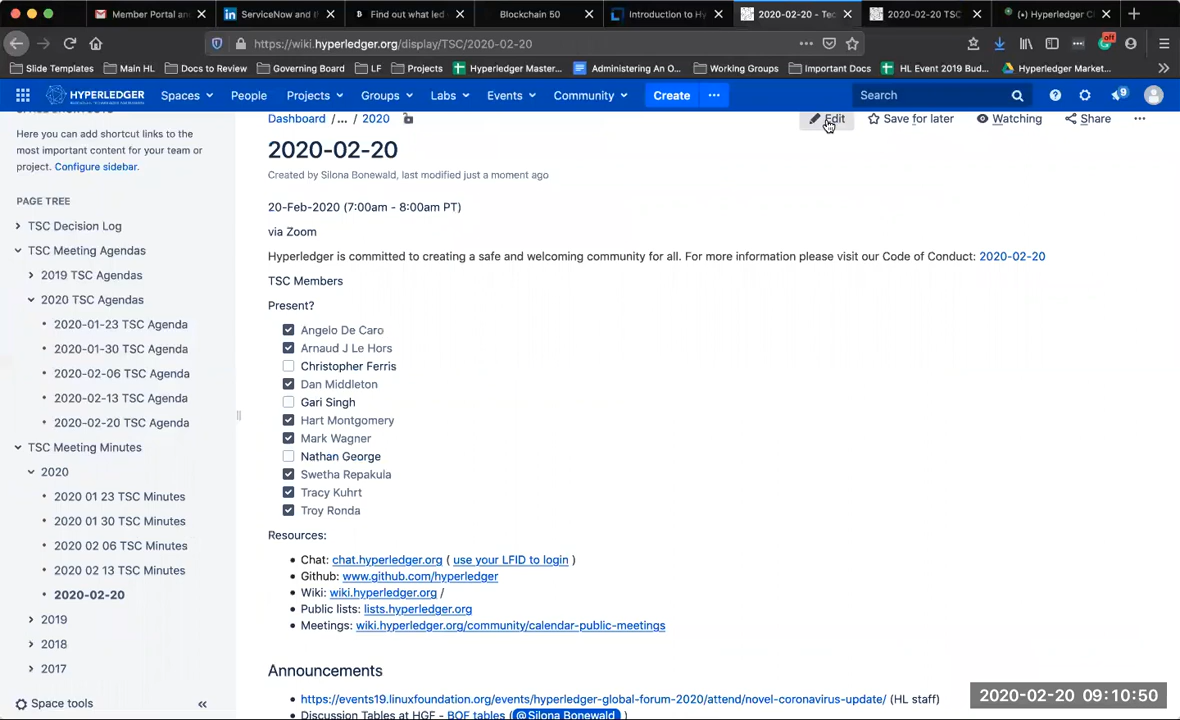 Member Portal an
ServiceNow and t
Find out what led
Blockchain 50
Introduction to H
2020-02-20 - Tec
2020-02-20 TSC
(•) Hyperledger C
https://wiki.hyperledger.org/display/TSC/2020-02-20
off
Slide Templates
Main HL
Docs to Review
Governing Board
LF
Projects
Hyperledger Master...
Administering An O...
Working Groups
Important Docs
HL Event 2019 Bud...
Hyperledger Market...
HYPERLEDGER
Spaces
People
Projects
Groups
Labs
Events
Community
Create
Search
9
Here you can add shortcut links to the
most important content for your team or
project. Configure sidebar.
PAGE TREE
TSC Decision Log
TSC Meeting Agendas
2019 TSC Agendas
2020 TSC Agendas
2020-01-23 TSC Agenda
2020-01-30 TSC Agenda
2020-02-06 TSC Agenda
2020-02-13 TSC Agenda
2020-02-20 TSC Agenda
TSC Meeting Minutes
2020
2020 01 23 TSC Minutes
2020 01 30 TSC Minutes
2020 02 06 TSC Minutes
2020 02 13 TSC Minutes
2020-02-20
2019
2018
2017
Space tools
Dashboard /... / 2020
Edit
Save for later
Watching
Share
2020-02-20
Created by Silona Bonewald, last modified just a moment ago
20-Feb-2020 (7:00am - 8:00am PT)
via Zoom
Hyperledger is committed to creating a safe and welcoming community for all. For more information please visit our Code of Conduct: 2020-02-20
TSC Members
Present?
Angelo De Caro
Arnaud J Le Hors
Christopher Ferris
Dan Middleton
Gari Singh
Hart Montgomery
Mark Wagner
Nathan George
Swetha Repakula
Tracy Kuhrt
Troy Ronda
Resources:
• Chat: chat.hyperledger.org ( use your LFID to login )
• Github: www.github.com/hyperledger
• Wiki: wiki.hyperledger.org /
• Public lists: lists.hyperledger.org
• Meetings: wiki.hyperledger.org/community/calendar-public-meetings
Announcements
• https://events19.linuxfoundation.org/events/hyperledger-global-forum-2020/attend/novel-coronavirus-update/ (HL staff)
• Discussion Tables at HGF - BOF tables ( @Silona Bonewald )
2020-02-20 09:10:50